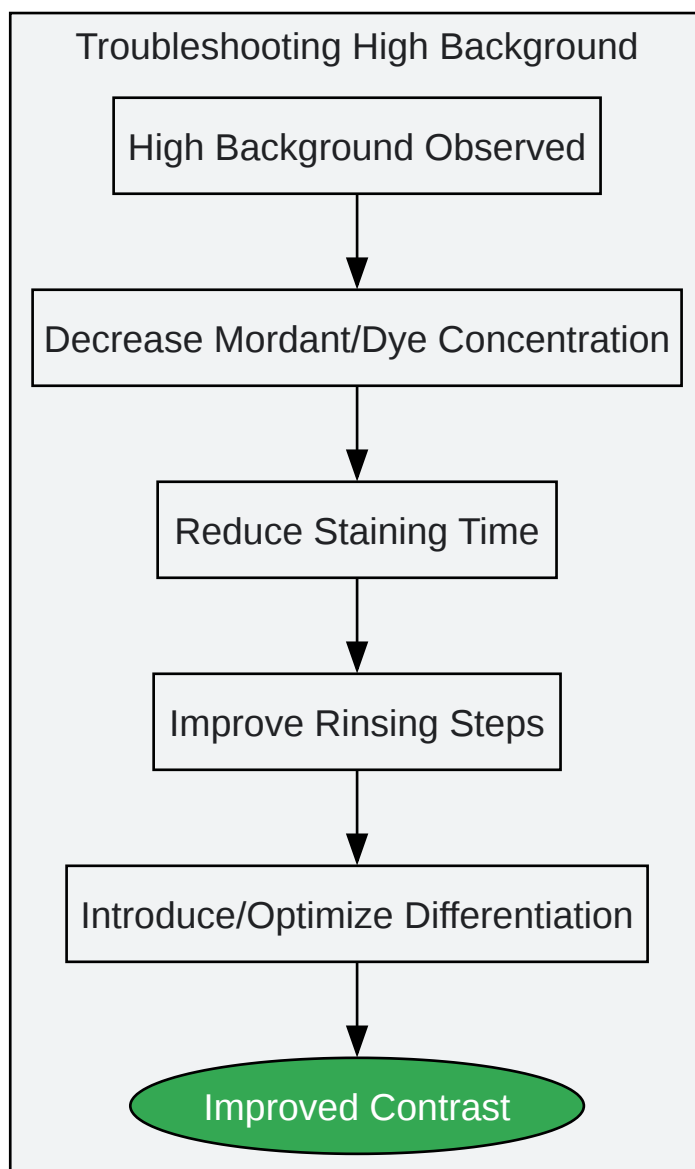 Troubleshooting High Background
High Background Observed
Decrease Mordant/Dye Concentration
Reduce Staining Time
Improve Rinsing Steps
Introduce/Optimize Differentiation
Improved Contrast